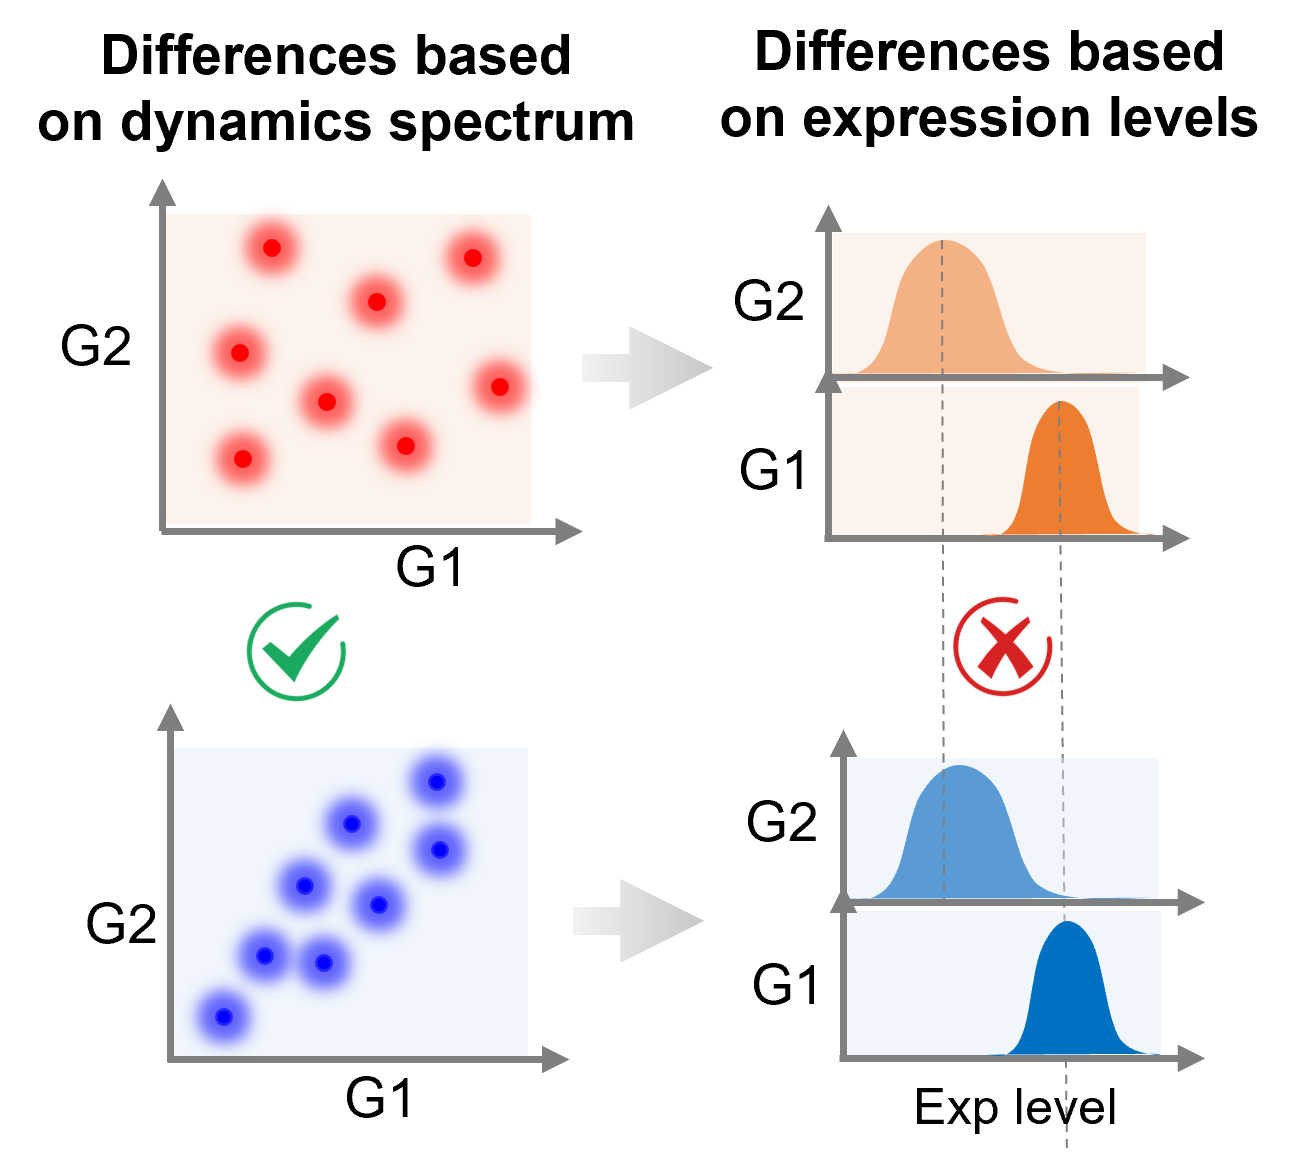 Differences based
on dynamics spectrum
Differences based
on expression levels
G2
G1
G2
G1
G2
G1
G2
G1
Exp level